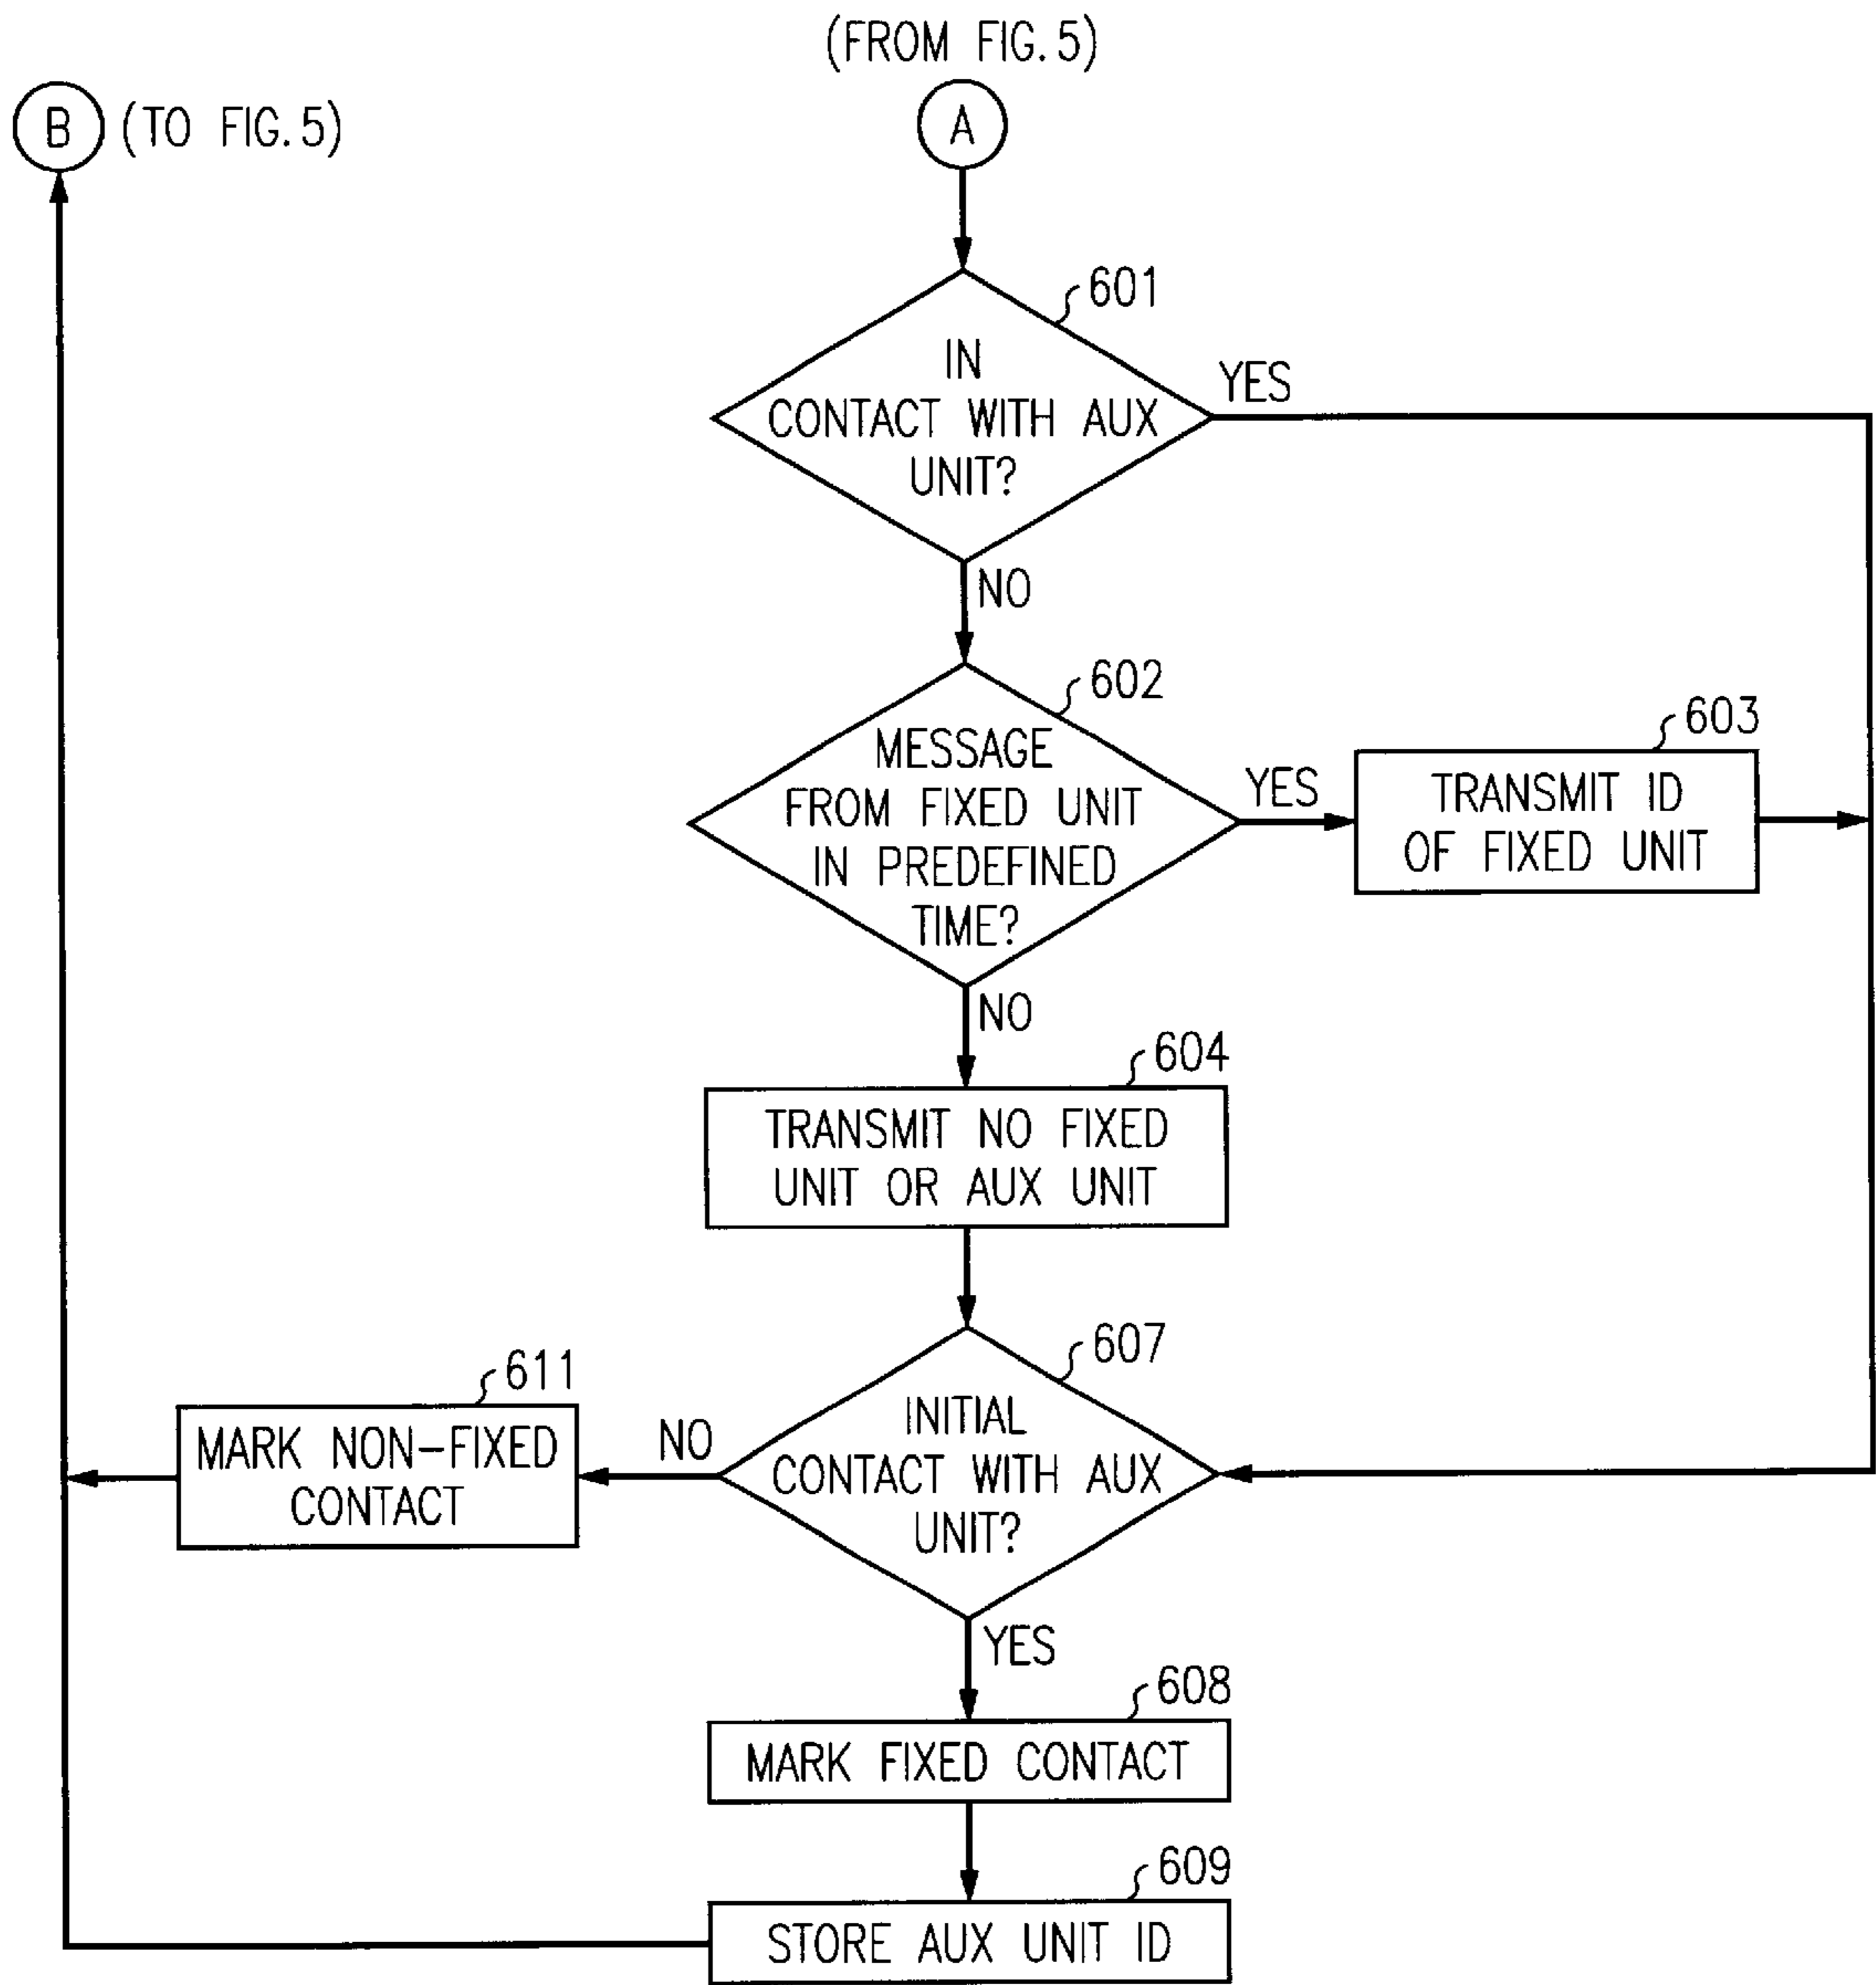 (FROM FIG. 5)
B (TO FIG. 5)
A
601
IN
CONTACT WITH AUX
UNIT?
YES
NO
602
MESSAGE
FROM FIXED UNIT
IN PREDEFINED
TIME?
YES
603
TRANSMIT ID
OF FIXED UNIT
NO
604
TRANSMIT NO FIXED
UNIT OR AUX UNIT
607
INITIAL
CONTACT WITH AUX
UNIT?
NO
611
MARK NON-FIXED
CONTACT
YES
608
MARK FIXED CONTACT
609
STORE AUX UNIT ID